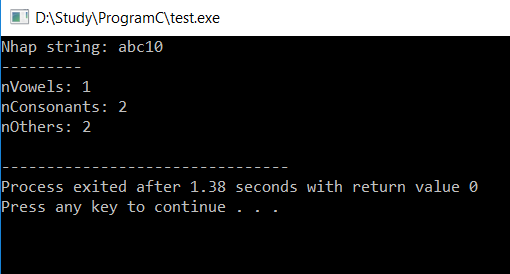 D:\Study\ProgramC\test.exe
Nhap string: abc10
---------
nVowels: 1
nConsonants: 2
nOthers: 2
--------------------------------
Process exited after 1.38 seconds with return value 0
Press any key to continue . . .